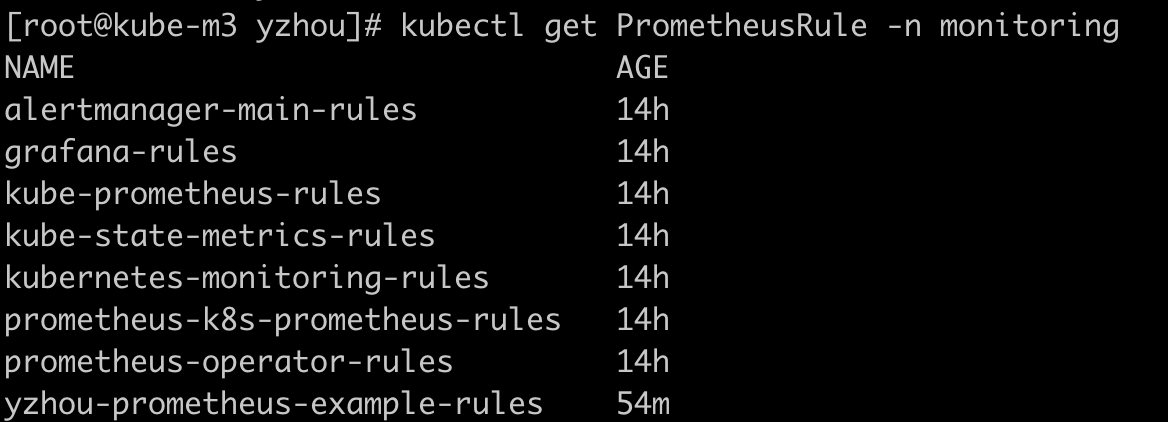 [root@kube-m3 yzhou]# kubectl get PrometheusRule -n monitoring
NAME                              AGE
alertmanager-main-rules           14h
grafana-rules                     14h
kube-prometheus-rules             14h
kube-state-metrics-rules          14h
kubernetes-monitoring-rules       14h
prometheus-k8s-prometheus-rules   14h
prometheus-operator-rules         14h
yzhou-prometheus-example-rules    54m